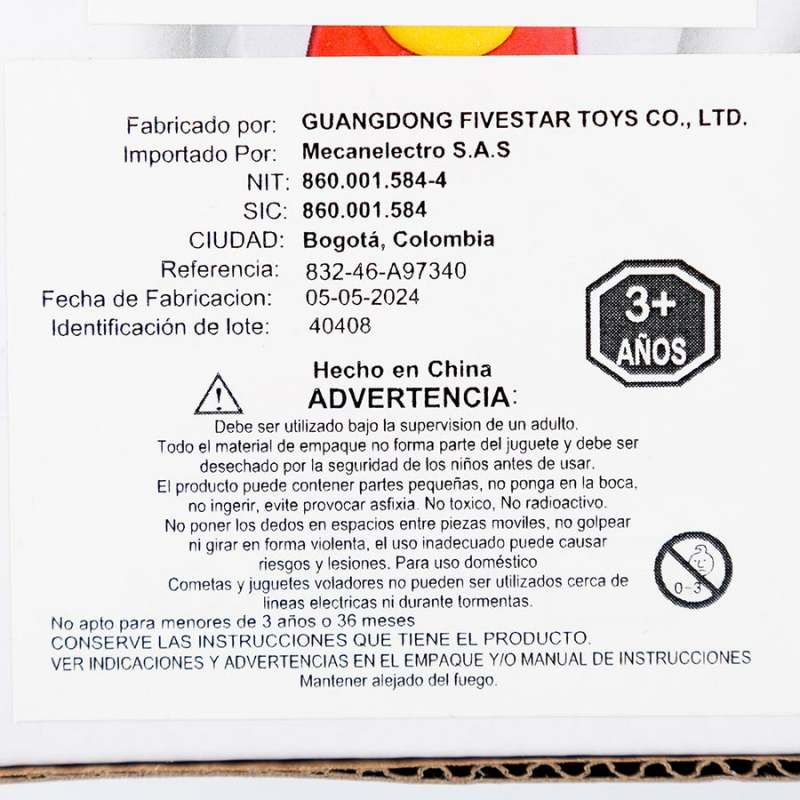 Fabricado por: GUANGDONG FIVESTAR TOYS CO., LTD.
Importado Por: Mecanelectro S.A.S
NIT: 860.001.584-4
SIC: 860.001.584
CIUDAD: Bogotá, Colombia
Referencia: 832-46-A97340
Fecha de Fabricacion: 05-05-2024
Identificación de lote: 40408
3+
AÑOS
Hecho en China
ADVERTENCIA:
Debe ser utilizado bajo la supervision de un adulto.
Todo el material de empaque no forma parte del juguete y debe ser
desechado por la seguridad de los niños antes de usar.
El producto puede contener partes pequeñas, no ponga en la boca,
no ingerir, evite provocar asfixia. No toxico, No radioactivo.
No poner los dedos en espacios entre piezas moviles, no golpear
ni girar en forma violenta, el uso inadecuado puede causar
riesgos y lesiones. Para uso doméstico
0-3
Cometas y juguetes voladores no pueden ser utilizados cerca de
lineas electricas ni durante tormentas.
No apto para menores de 3 años o 36 meses
CONSERVE LAS INSTRUCCIONES QUE TIENE EL PRODUCTO.
VER INDICACIONES Y ADVERTENCIAS EN EL EMPAQUE Y/O MANUAL DE INSTRUCCIONES
Mantener alejado del fuego.